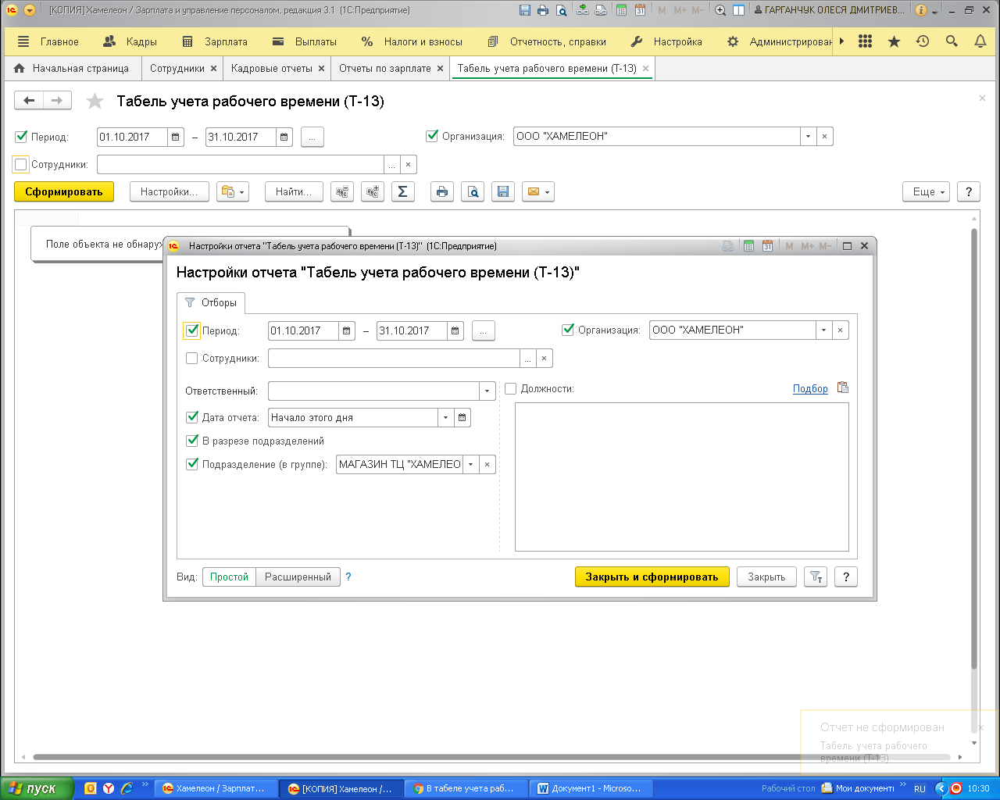 [КОПИЯ] Хамелеон / Зарплата и управление персоналом, редакция 3.1 (1С:Предприятие)
М М+ М- ГАРГАНЧУК ОЛЕСЯ ДМИТРИЕВ...
Главное Кадры Зарплата Выплаты Налоги и взносы Отчетность, справки Настройка Администрирован
Начальная страница Сотрудники Кадровые отчеты Отчеты по зарплате Табель учета рабочего времени (Т-13)
Табель учета рабочего времени (Т-13)
Период: 01.10.2017 – 31.10.2017 ... Организация: ООО "ХАМЕЛЕОН"
Сотрудники: ...
Сформировать Настройки... Найти... Еще ?
Поле объекта не обнаруж
Настройки отчета "Табель учета рабочего времени (Т-13)" (1С:Предприятие) 31 М М+ М-
Настройки отчета "Табель учета рабочего времени (Т-13)"
Отборы
Период: 01.10.2017 – 31.10.2017 ... Организация: ООО "ХАМЕЛЕОН"
Сотрудники: ...
Ответственный: Должности: Подбор
Дата отчета: Начало этого дня
В разрезе подразделений
Подразделение (в группе): МАГАЗИН ТЦ "ХАМЕЛЕО
Вид: Простой Расширенный ? Закрыть и сформировать Закрыть ?
Отчет не сформирован
Табель учета рабочего
времени (Т-13)
пуск Хамелеон / Зарплат... [КОПИЯ] Хамелеон /... В табеле учета раб... Документ1 - Microso... Рабочий стол Мои документы RU 10:30